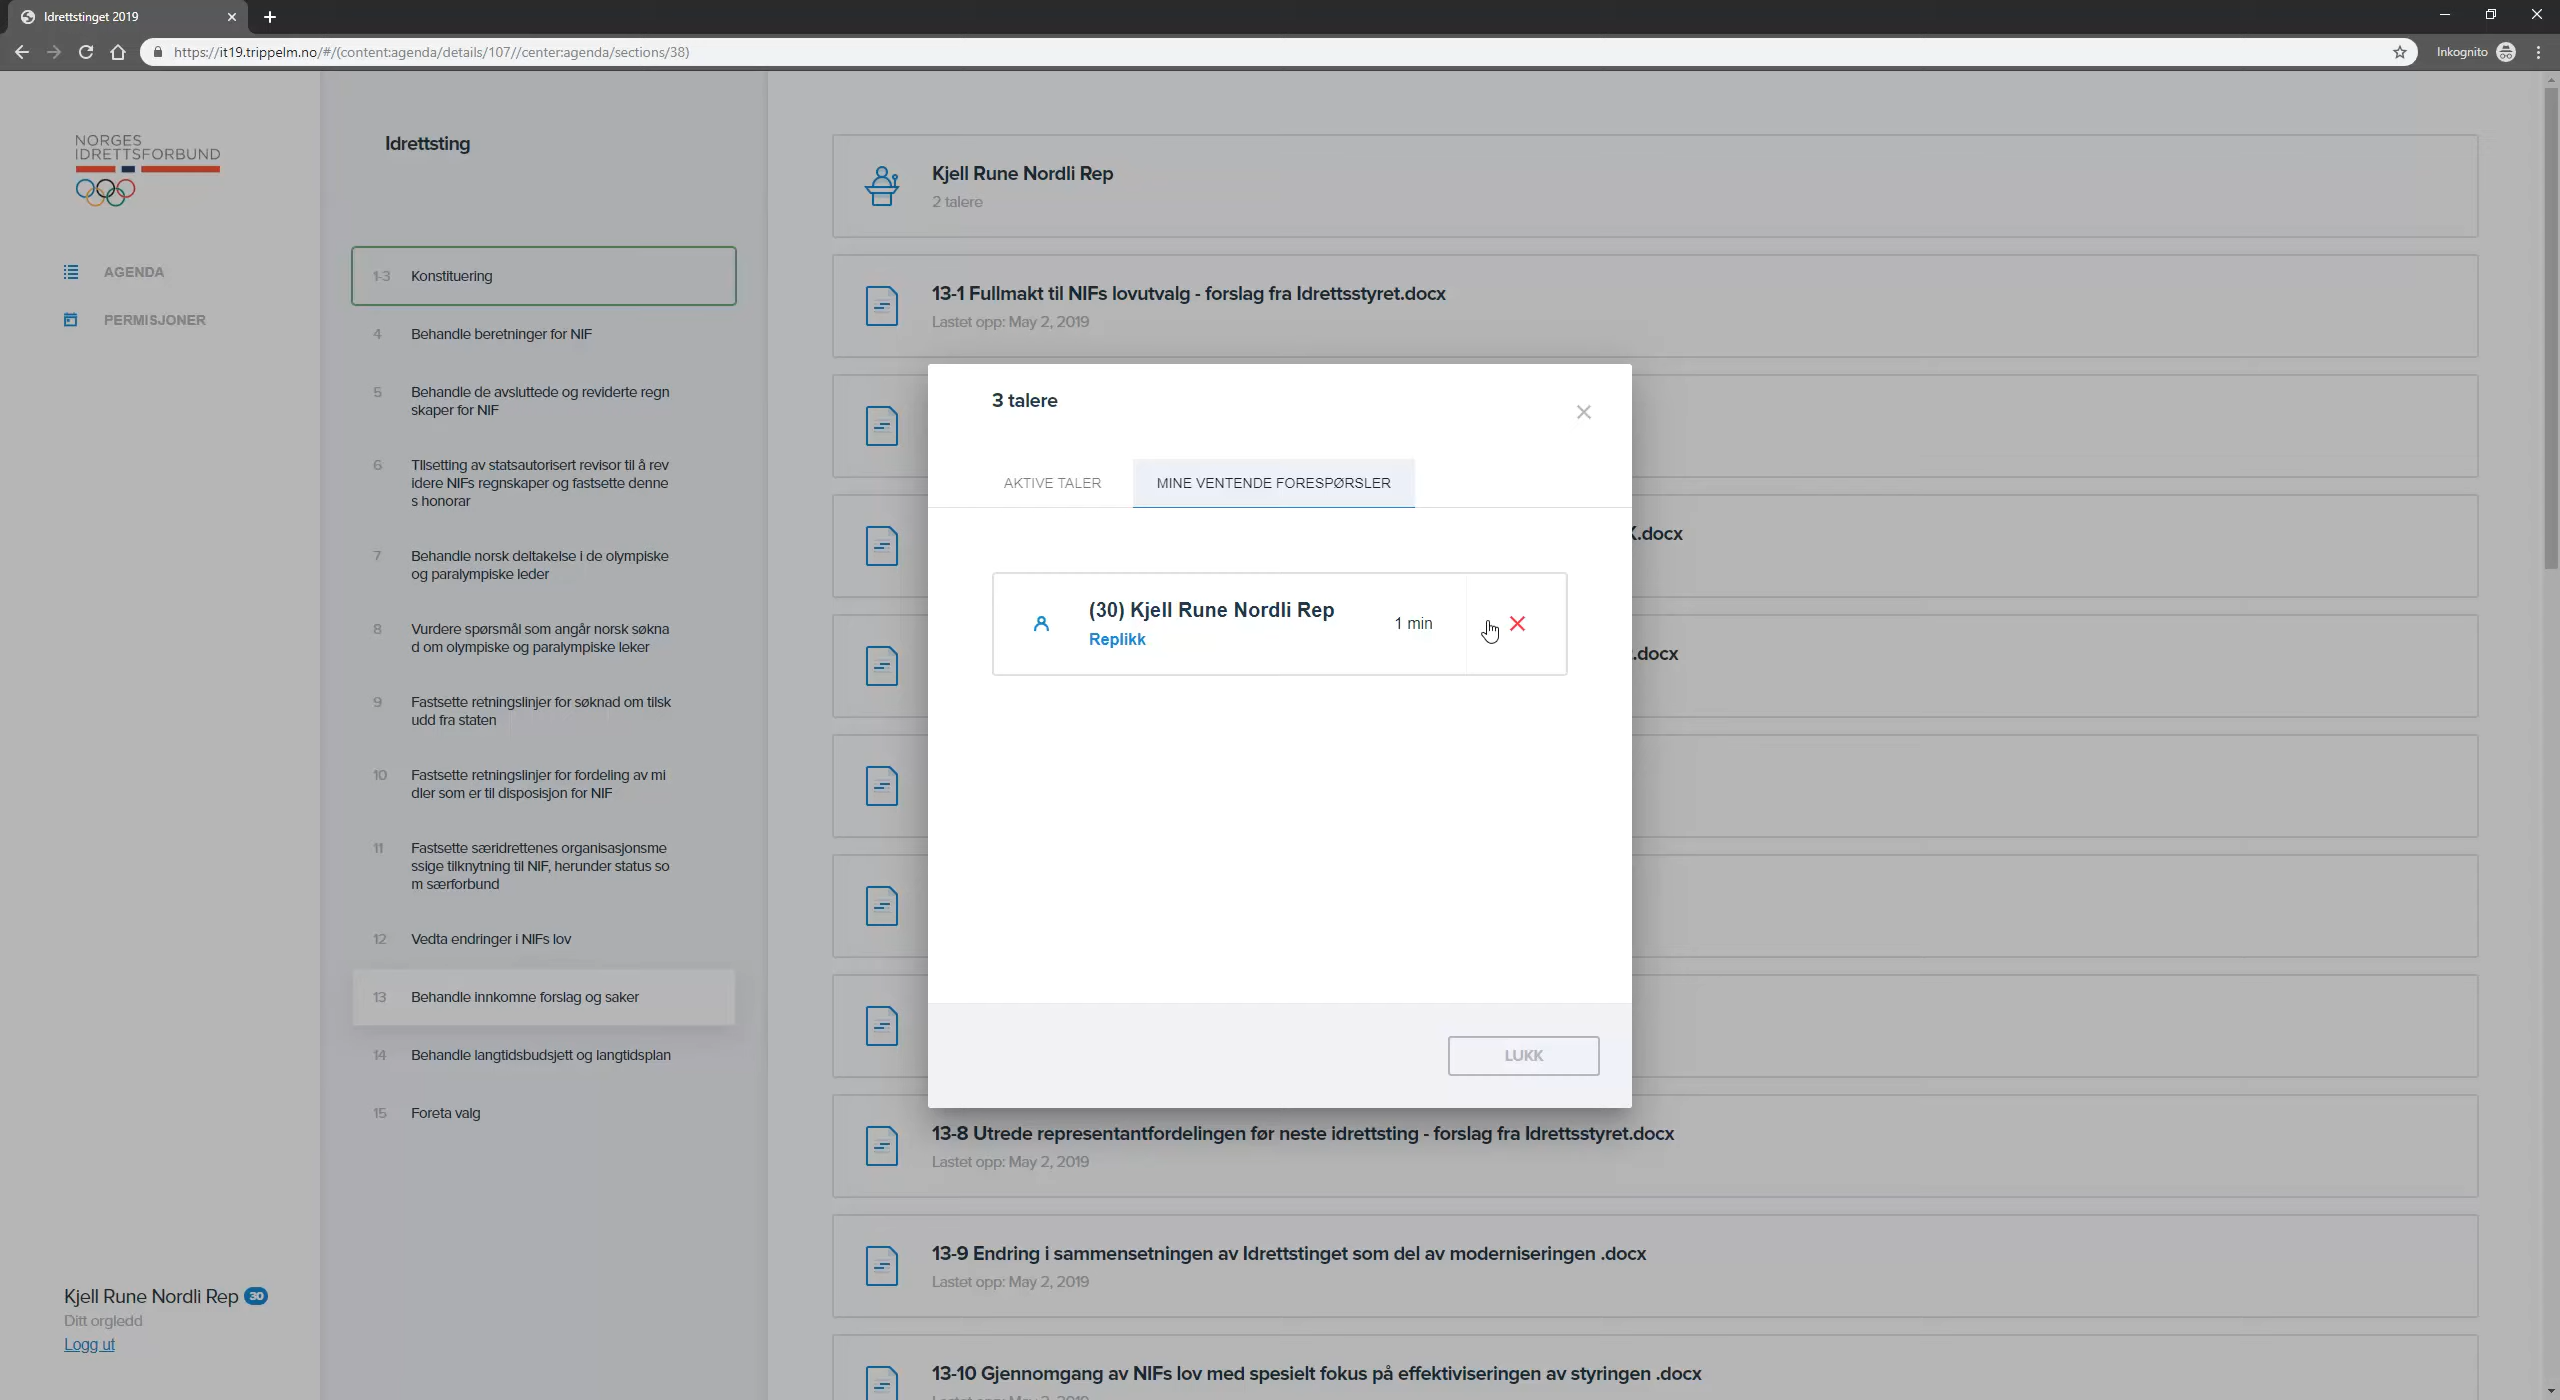 Idrettstinget 2019
https://it19.trippelm.no/#/(content:agenda/details/107//center:agenda/sections/38)
Inkognito
NORGES
IDRETTSFORBUND
AGENDA
PERMISJONER
Kjell Rune Nordli Rep 30
Ditt orgledd
Logg ut
Idrettsting
1-3 Konstituering
4 Behandle beretninger for NIF
5 Behandle de avsluttede og reviderte regn
skaper for NIF
6 TIlsetting av statsautorisert revisor til å rev
idere NIFs regnskaper og fastsette denne
s honorar
7 Behandle norsk deltakelse i de olympiske
og paralympiske leder
8 Vurdere spørsmål som angår norsk søkna
d om olympiske og paralympiske leker
9 Fastsette retningslinjer for søknad om tilsk
udd fra staten
10 Fastsette retningslinjer for fordeling av mi
dler som er til disposisjon for NIF
11 Fastsette særidrettenes organisasjonsme
ssige tilknytning til NIF, herunder status so
m særforbund
12 Vedta endringer i NIFs lov
13 Behandle innkomne forslag og saker
14 Behandle langtidsbudsjett og langtidsplan
15 Foreta valg
Kjell Rune Nordli Rep
2 talere
13-1 Fullmakt til NIFs lovutvalg - forslag fra Idrettsstyret.docx
Lastet opp: May 2, 2019
3 talere
AKTIVE TALER
MINE VENTENDE FORESPØRSLER
(30) Kjell Rune Nordli Rep
Replikk
1 min
LUKK
.docx
.docx
13-8 Utrede representantfordelingen før neste idrettsting - forslag fra Idrettsstyret.docx
Lastet opp: May 2, 2019
13-9 Endring i sammensetningen av Idrettstinget som del av moderniseringen .docx
Lastet opp: May 2, 2019
13-10 Gjennomgang av NIFs lov med spesielt fokus på effektiviseringen av styringen .docx